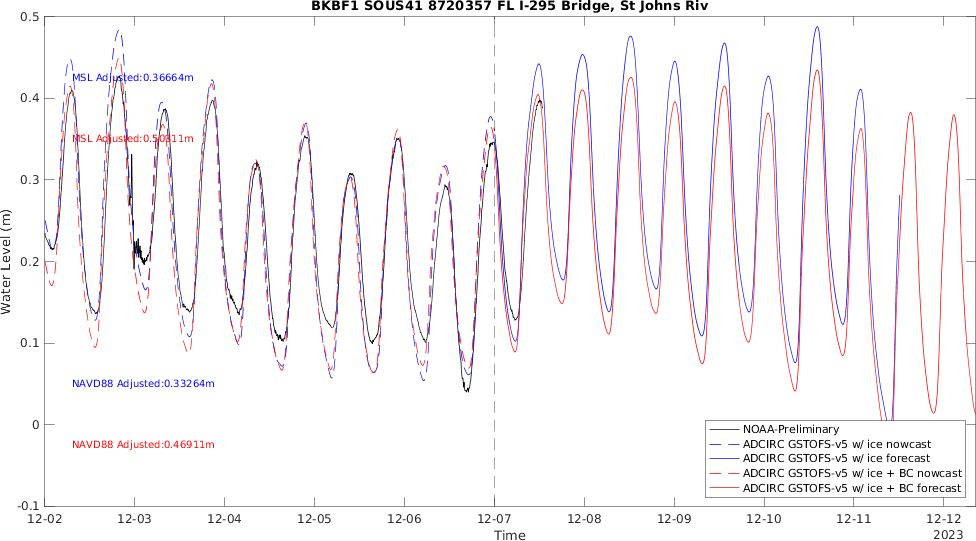 BKBF1 SOUS41 8720357 FL I-295 Bridge, St Johns Riv
0.5
0.4
0.3
0.2
0.1
0
-0.1
Water Level (m)
MSL Adjusted:0.36664m
MSL Adjusted:0.50311m
NAVD88 Adjusted:0.33264m
NAVD88 Adjusted:0.46911m
NOAA-Preliminary
ADCIRC GSTOFS-v5 w/ ice nowcast
ADCIRC GSTOFS-v5 w/ ice forecast
ADCIRC GSTOFS-v5 w/ ice + BC nowcast
ADCIRC GSTOFS-v5 w/ ice + BC forecast
12-02 12-03 12-04 12-05 12-06 12-07 12-08 12-09 12-10 12-11 12-12
2023
Time